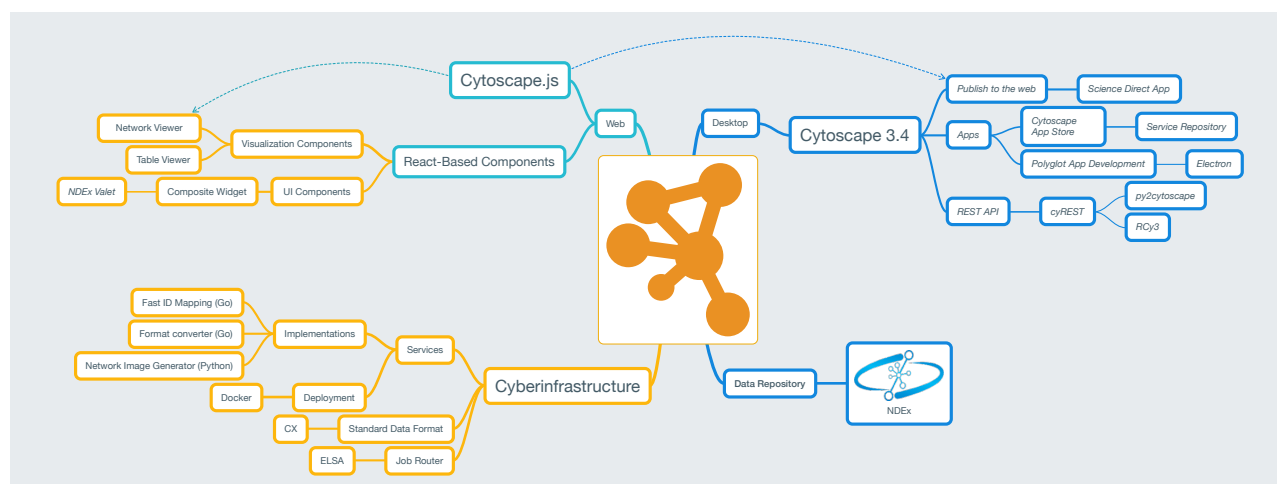 Cytoscape.js
Web
Desktop
Cytoscape 3.4
Publish to the web
Science Direct App
Apps
Cytoscape
App Store
Service Repository
Polyglot App Development
Electron
REST API
cyREST
py2cytoscape
RCy3
Network Viewer
Table Viewer
Visualization Components
React-Based Components
NDEx Valet
Composite Widget
UI Components
Fast ID Mapping (Go)
Format converter (Go)
Network Image Generator (Python)
Implementations
Services
Docker
Deployment
Cyberinfrastructure
CX
Standard Data Format
ELSA
Job Router
Data Repository
NDEx